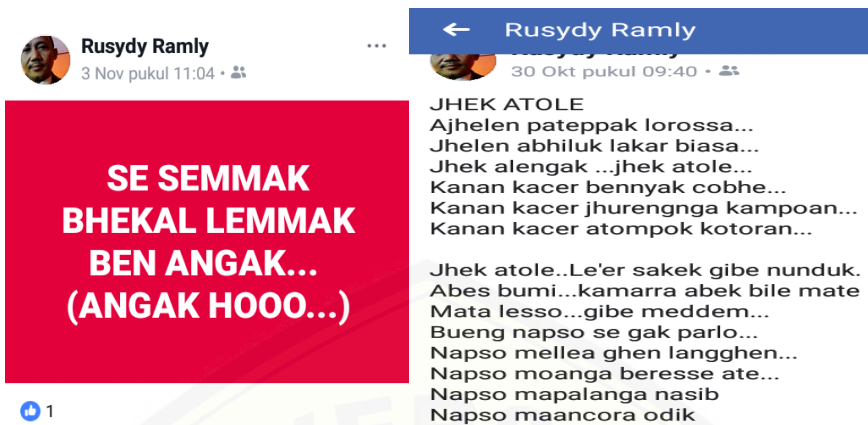 Rusydy Ramly
3 Nov pukul 11:04
SE SEMMAK
BHEKAL LEMMAK
BEN ANGAK...
(ANGAK HOOO...)
1
Rusydy Ramly
30 Okt pukul 09:40
JHEK ATOLE
Ajhelen pateppak lorossa...
Jhelen abhiluk lakar biasa...
Jhek alengak ...jhek atole...
Kanan kacer bennyak cobhe...
Kanan kacer jhurengnga kampoan...
Kanan kacer atompok kotoran...
Jhek atole..Le'er sakek gibe nunduk.
Abes bumi...kamarra abek bile mate
Mata lesso...gibe meddem...
Bueng napso se gak parlo...
Napso mellea ghen langghen...
Napso moanga beresse ate...
Napso mapalanga nasib
Napso maancora odik